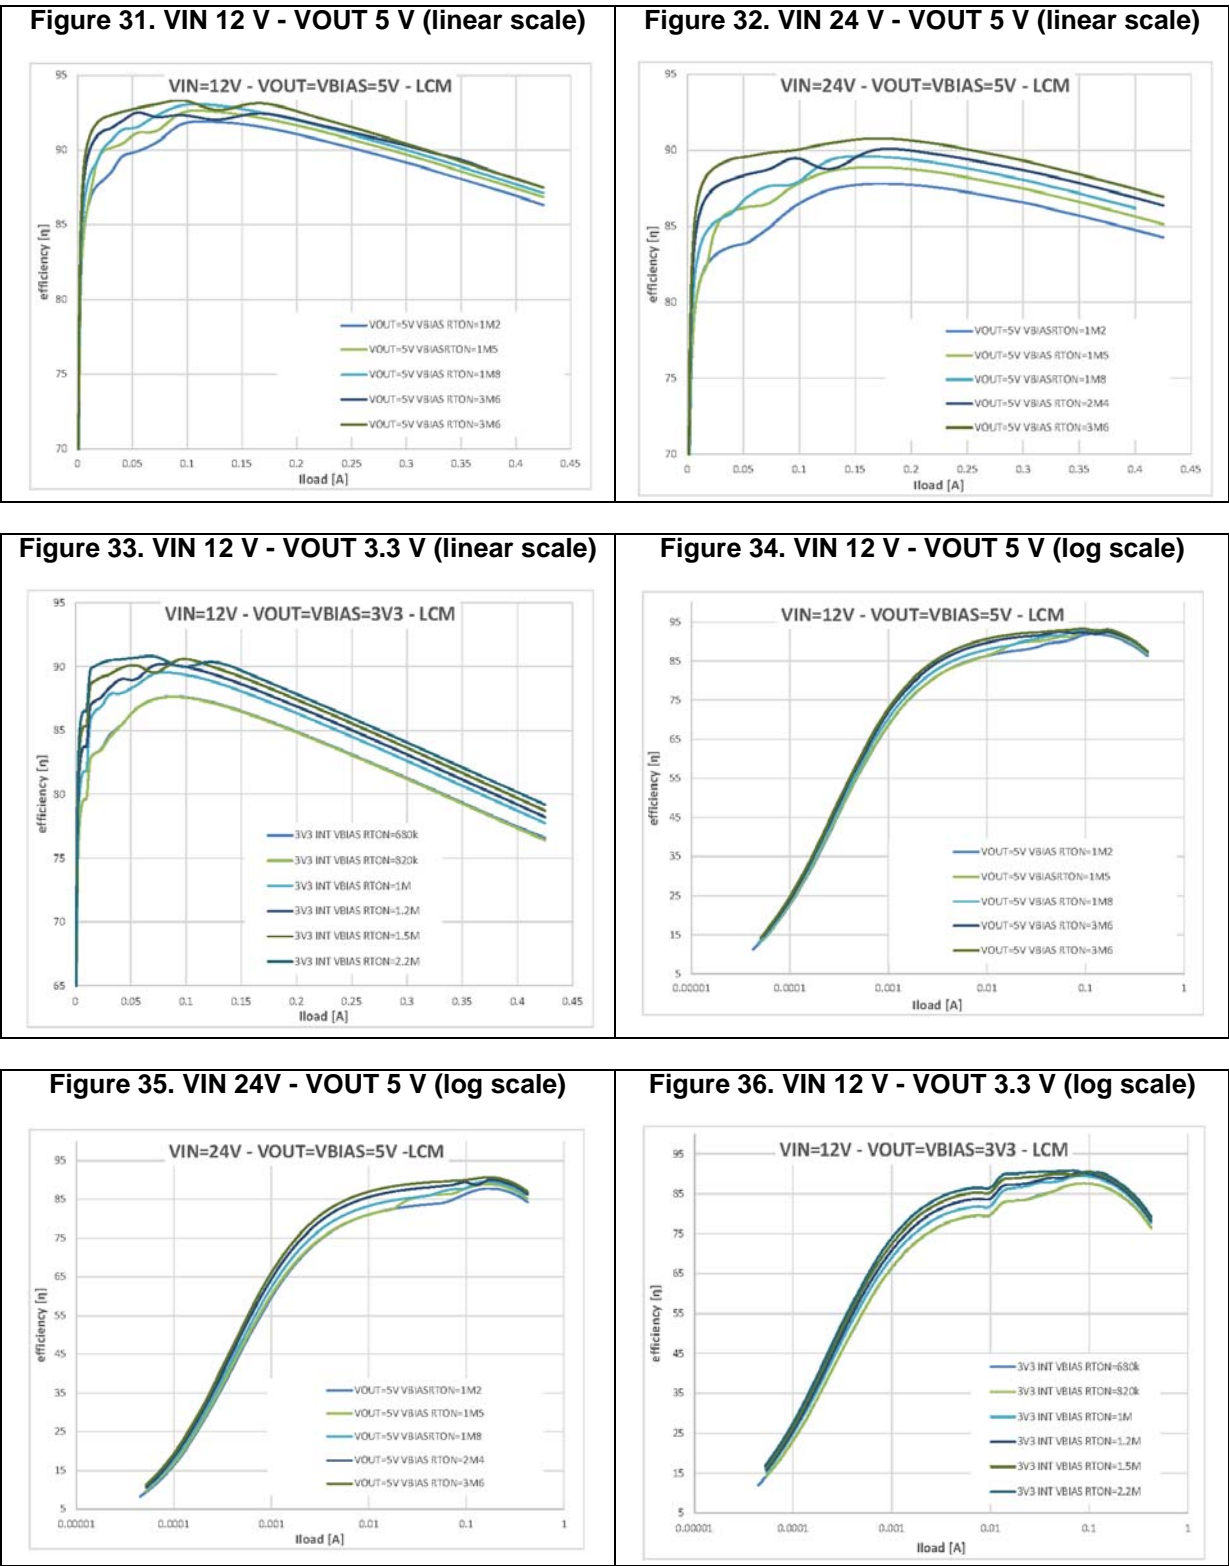 Figure 31. VIN 12 V - VOUT 5 V (linear scale)
VIN=12V - VOUT=VBIAS=5V - LCM
efficiency [η]
95
90
85
80
75
70
VOUT=5V VBIAS RTON=1M2
VOUT=5V VBIASRTON=1M5
VOUT=5V VBIAS RTON=1M8
VOUT=5V VBIAS RTON=3M6
VOUT=5V VBIAS RTON=3M6
0 0.05 0.1 0.15 0.2 0.25 0.3 0.35 0.4 0.45
Iload [A]
Figure 32. VIN 24 V - VOUT 5 V (linear scale)
VIN=24V - VOUT=VBIAS=5V - LCM
efficiency [η]
95
90
85
80
75
70
VOUT=5V VBIASRTON=1M2
VOUT=5V VBIAS RTON=1M5
VOUT=5V VBIASRTON=1M8
VOUT=5V VBIAS RTON=2M4
VOUT=5V VBIAS RTON=3M6
0 0.05 0.1 0.15 0.2 0.25 0.3 0.35 0.4 0.45
Iload [A]
Figure 33. VIN 12 V - VOUT 3.3 V (linear scale)
VIN=12V - VOUT=VBIAS=3V3 - LCM
efficiency [η]
95
90
85
80
75
70
65
3V3 INT VBIAS RTON=680k
3V3 INT VBIAS RTON=820k
3V3 INT VBIAS RTON=1M
3V3 INT VBIAS RTON=1.2M
3V3 INT VBIAS RTON=1.5M
3V3 INT VBIAS RTON=2.2M
0 0.05 0.1 0.15 0.2 0.25 0.3 0.35 0.4 0.45
Iload [A]
Figure 34. VIN 12 V - VOUT 5 V (log scale)
VIN=12V - VOUT=VBIAS=5V - LCM
efficiency [η]
95
85
75
65
55
45
35
25
15
5
VOUT=5V VBIAS RTON=1M2
VOUT=5V VBIASRTON=1M5
VOUT=5V VBIAS RTON=1M8
VOUT=5V VBIAS RTON=3M6
VOUT=5V VBIAS RTON=3M6
0.00001 0.0001 0.001 0.01 0.1 1
Iload [A]
Figure 35. VIN 24V - VOUT 5 V (log scale)
VIN=24V - VOUT=VBIAS=5V -LCM
efficiency [η]
95
85
75
65
55
45
35
25
15
5
VOUT=5V VBIASRTON=1M2
VOUT=5V VBIAS RTON=1M5
VOUT=5V VBIASRTON=1M8
VOUT=5V VBIAS RTON=2M4
VOUT=5V VBIAS RTON=3M6
0.00001 0.0001 0.001 0.01 0.1 1
Iload [A]
Figure 36. VIN 12 V - VOUT 3.3 V (log scale)
VIN=12V - VOUT=VBIAS=3V3 - LCM
efficiency [η]
95
85
75
65
55
45
35
25
15
5
3V3 INT VBIAS RTON=680k
3V3 INT VBIAS RTON=820k
3V3 INT VBIAS RTON=1M
3V3 INT VBIAS RTON=1.2M
3V3 INT VBIAS RTON=1.5M
3V3 INT VBIAS RTON=2.2M
0.00001 0.0001 0.001 0.01 0.1 1
Iload [A]